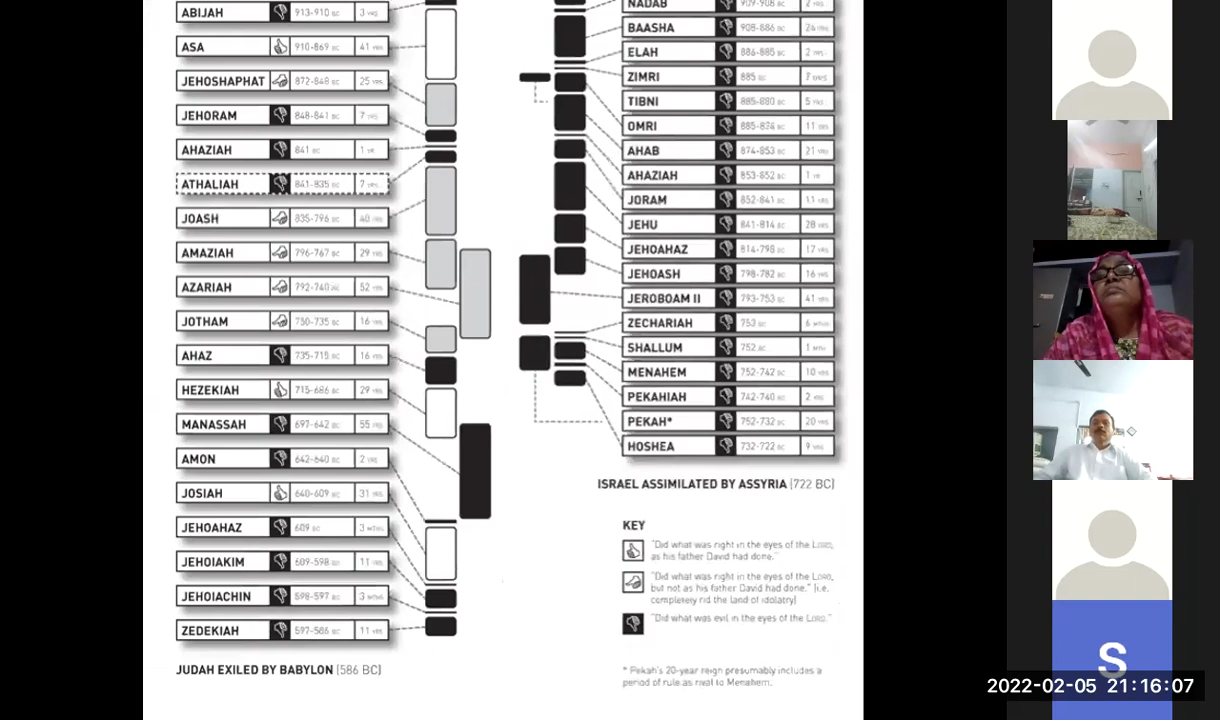 ABIJAH 913-910 BC 3 YRS
ASA 910-869 BC 41 YRS
JEHOSHAPHAT 872-848 BC 25 YRS
JEHORAM 848-841 BC 7 YRS
AHAZIAH 841 BC 1 YR
ATHALIAH 841-835 BC 7 YRS
JOASH 835-796 BC 40 YRS
AMAZIAH 796-767 BC 29 YRS
AZARIAH 792-740 BC 52 YRS
JOTHAM 750-735 BC 16 YRS
AHAZ 735-715 BC 16 YRS
HEZEKIAH 715-686 BC 29 YRS
MANASSAH 697-642 BC 55 YRS
AMON 642-640 BC 2 YRS
JOSIAH 640-609 BC 31 YRS
JEHOAHAZ 609 BC 3 MTHS
JEHOIAKIM 609-598 BC 11 YRS
JEHOIACHIN 598-597 BC 3 MTHS
ZEDEKIAH 597-586 BC 11 YRS
JUDAH EXILED BY BABYLON (586 BC)
NADAB 909-908 BC 2 YRS
BAASHA 908-886 BC 24 YRS
ELAH 886-885 BC 2 YRS
ZIMRI 885 BC 7 DAYS
TIBNI 885-880 BC 5 YRS
OMRI 885-874 BC 11 YRS
AHAB 874-853 BC 21 YRS
AHAZIAH 853-852 BC 1 YR
JORAM 852-841 BC 11 YRS
JEHU 841-814 BC 28 YRS
JEHOAHAZ 814-798 BC 17 YRS
JEHOASH 798-782 BC 16 YRS
JEROBOAM II 793-753 BC 41 YRS
ZECHARIAH 753 BC 6 MTHS
SHALLUM 752 BC 1 MTH
MENAHEM 752-742 BC 10 YRS
PEKAHIAH 742-740 BC 2 YRS
PEKAH* 752-732 BC 20 YRS
HOSHEA 732-722 BC 9 YRS
ISRAEL ASSIMILATED BY ASSYRIA (722 BC)
KEY
"Did what was right in the eyes of the LORD,
as his father David had done."
"Did what was right in the eyes of the LORD,
but not as his father David had done." (i.e.
completely rid the land of idolatry)
"Did what was evil in the eyes of the LORD."
* Pekah's 20-year reign presumably includes a
period of rule as rival to Menahem.
S
2022-02-05 21:16:07